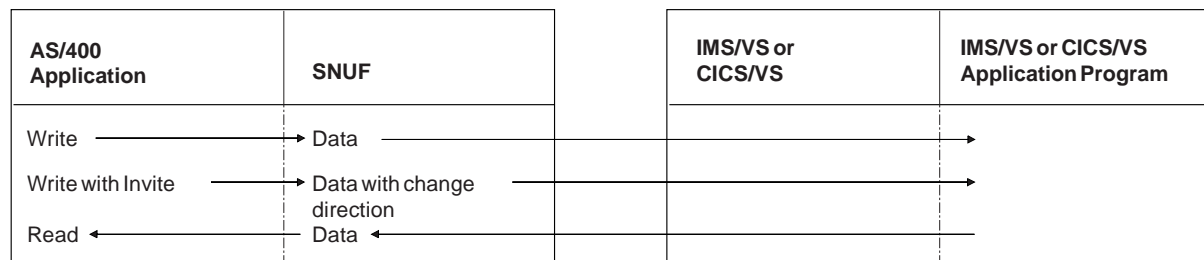 AS/400
Application
SNUF
IMS/VS or
CICS/VS
IMS/VS or CICS/VS
Application Program
Write
Data
Write with Invite
Data with change
direction
Read
Data